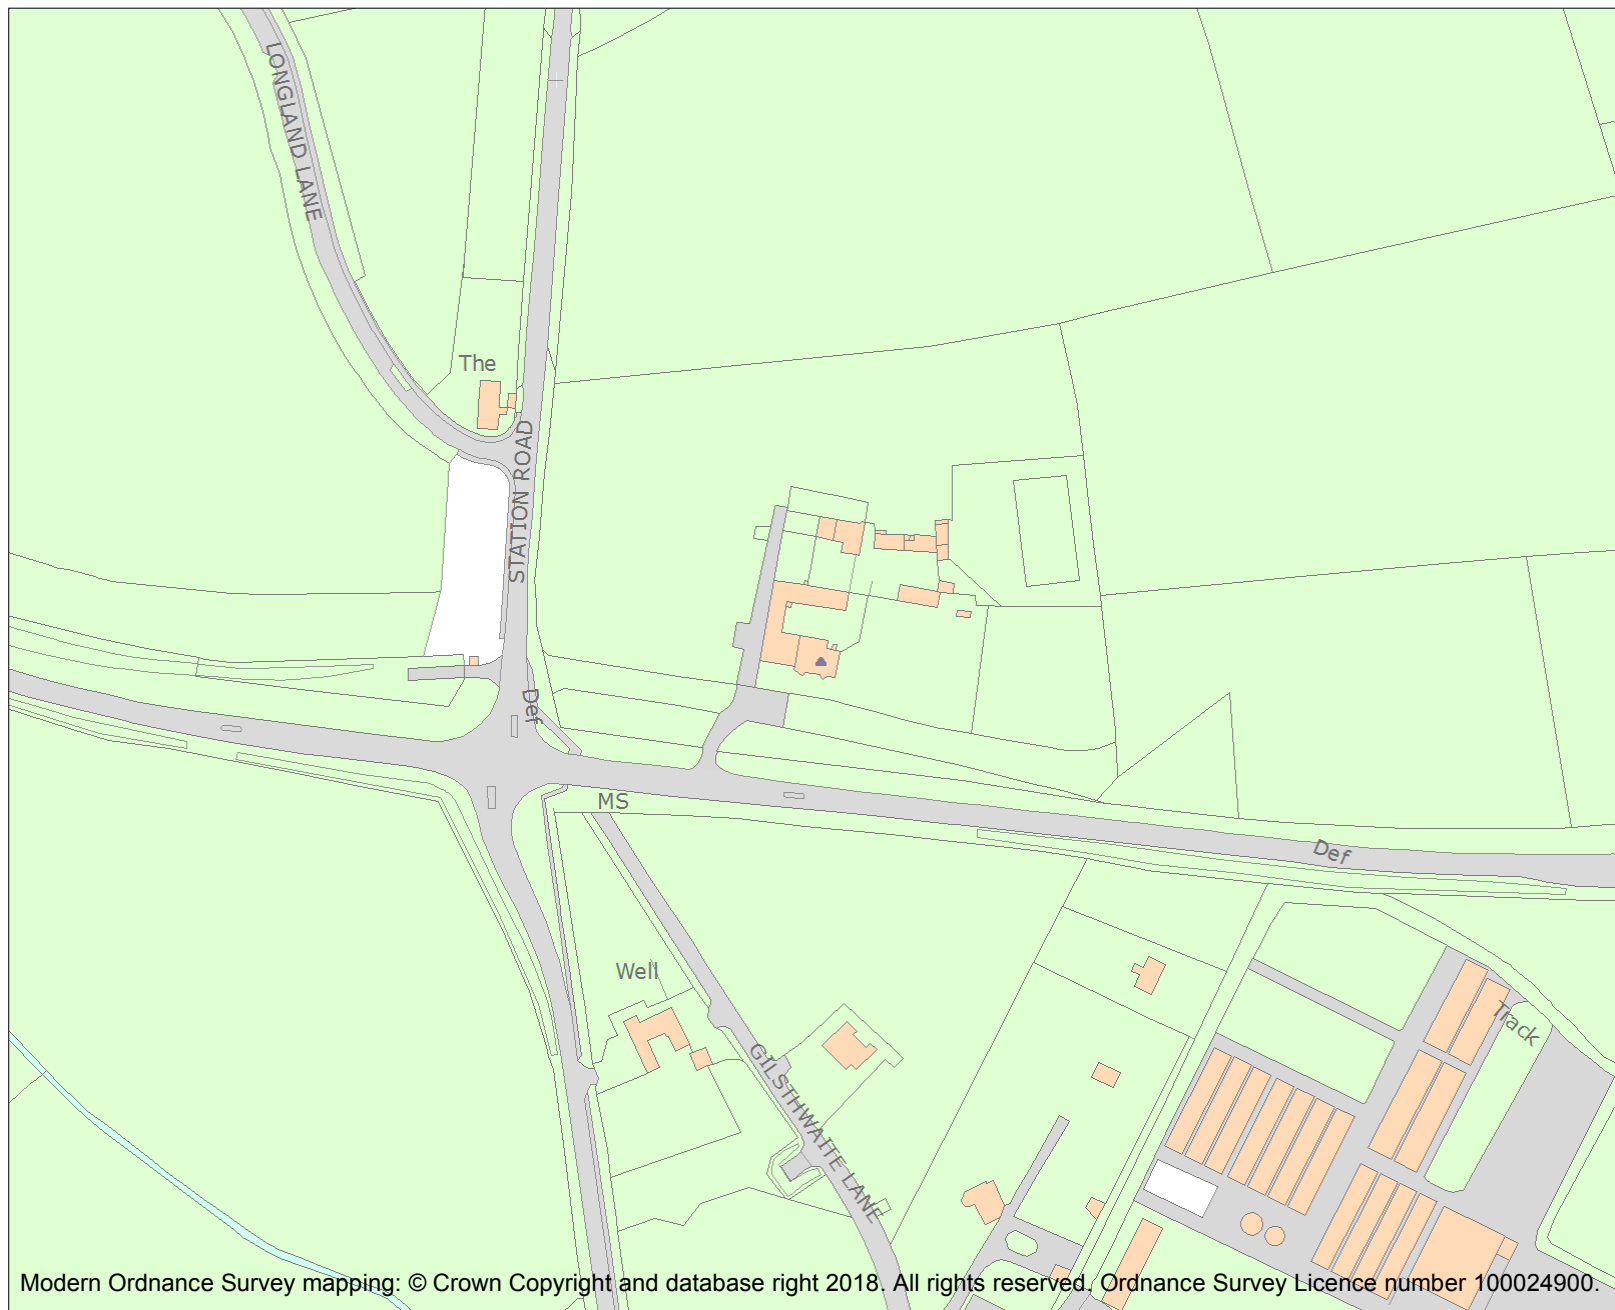 LONGLAND LANE
The
STATION ROAD
Def
MS
Def
Well
Track
GILSTHWAITE LANE
Modern Ordnance Survey mapping: © Crown Copyright and database right 2018. All rights reserved. Ordnance Survey Licence number 100024900.